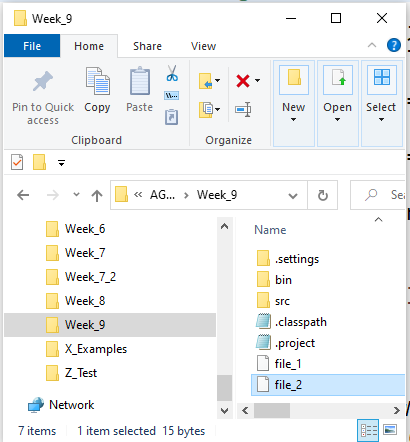 Week_9
File Home Share View
Pin to Quick access
Copy
Paste
New
Open
Select
Clipboard Organize
AG... Week_9
Sea
Week_6
Week_7
Week_7_2
Week_8
Week_9
X_Examples
Z_Test
Network
Name
.settings
bin
src
.classpath
.project
file_1
file_2
7 items 1 item selected 15 bytes